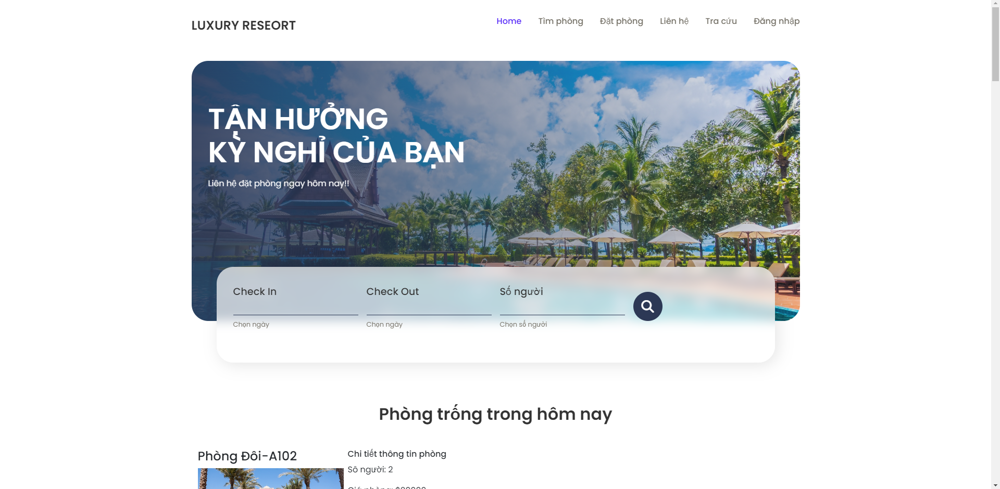 LUXURY RESEORT
Home Tìm phòng Đặt phòng Liên hệ Tra cứu Đăng nhập
TẬN HƯỞNG
KỲ NGHỈ CỦA BẠN
Liên hệ đặt phòng ngay hôm nay!!
Check In Check Out Số người
Chọn ngày Chọn ngày Chọn số người
Phòng trống trong hôm nay
Phòng Đôi-A102
Chi tiết thông tin phòng
Sô người: 2